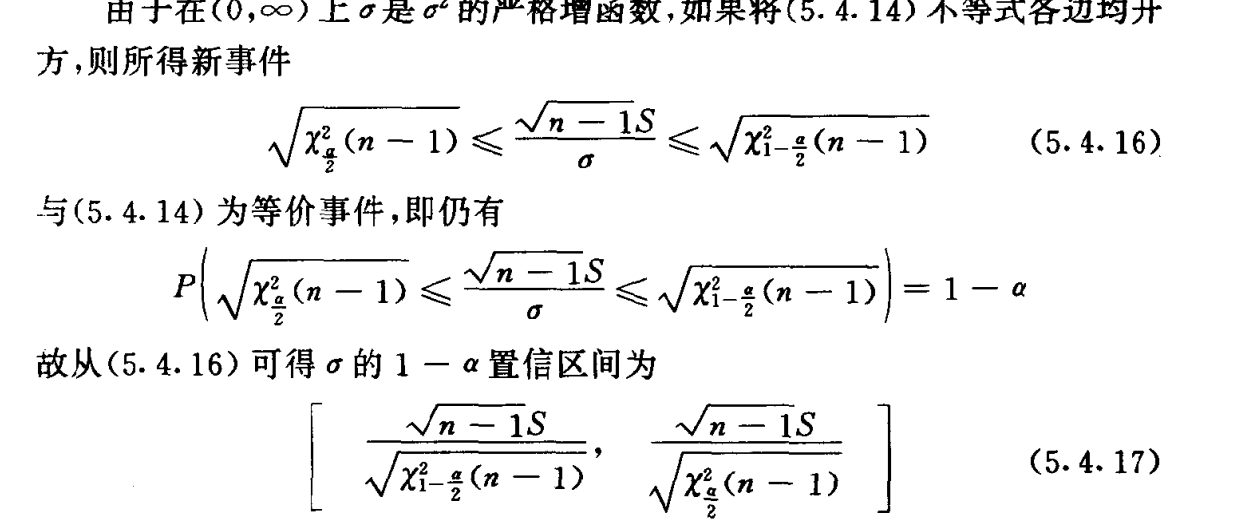 由于在(0,∞)上σ是σ²的严格增函数,如果将(5.4.14)不等式各边均开
方,则所得新事件
√(χ²_{α/2}(n − 1)) ≤ √(n − 1)S / σ ≤ √(χ²_{1−α/2}(n − 1)) (5.4.16)
与(5.4.14)为等价事件,即仍有
P(√(χ²_{α/2}(n − 1)) ≤ √(n − 1)S / σ ≤ √(χ²_{1−α/2}(n − 1))) = 1 − α
故从(5.4.16)可得σ的1 − α置信区间为
[√(n − 1)S / √(χ²_{1−α/2}(n − 1)), √(n − 1)S / √(χ²_{α/2}(n − 1))] (5.4.17)